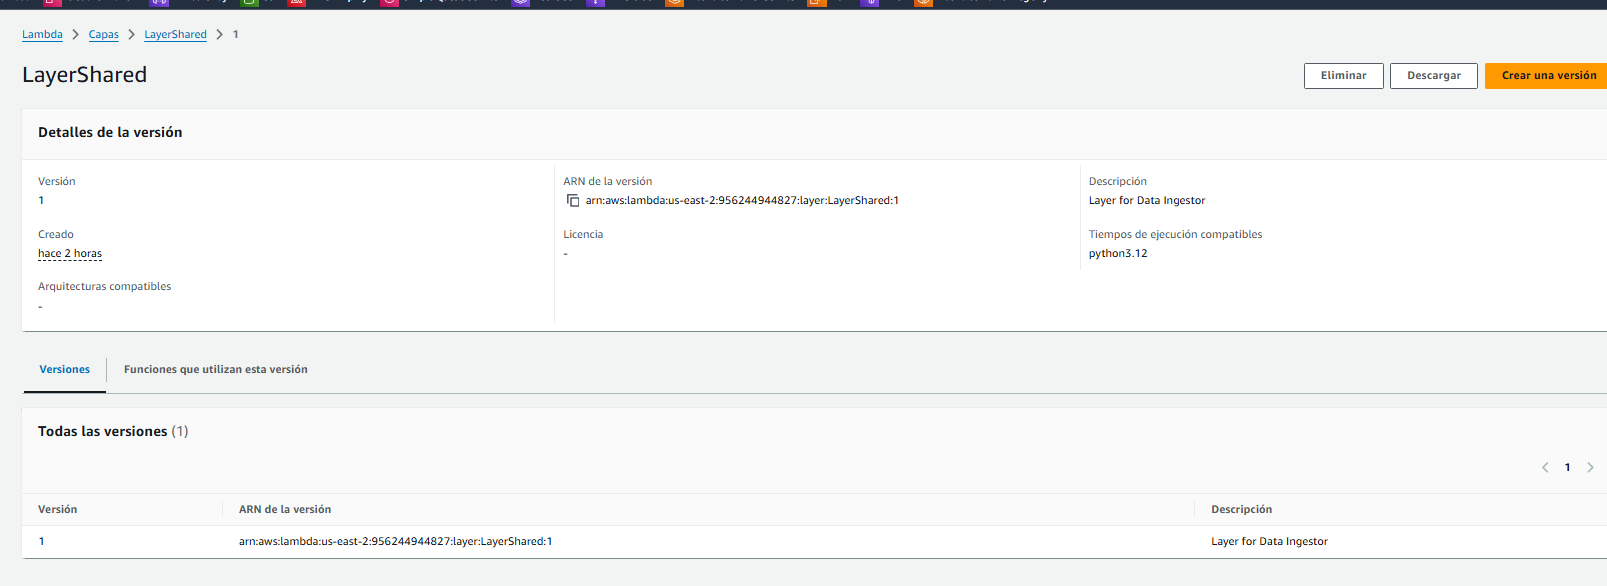 Lambda > Capas > LayerShared > 1
LayerShared
Eliminar
Descargar
Crear una versión
Detalles de la versión
Versión
1
ARN de la versión
arn:aws:lambda:us-east-2:956244944827:layer:LayerShared:1
Descripción
Layer for Data Ingestor
Creado
hace 2 horas
Licencia
-
Tiempos de ejecución compatibles
python3.12
Arquitecturas compatibles
-
Versiones
Funciones que utilizan esta versión
Todas las versiones (1)
1
Versión ARN de la versión Descripción
1 arn:aws:lambda:us-east-2:956244944827:layer:LayerShared:1 Layer for Data Ingestor